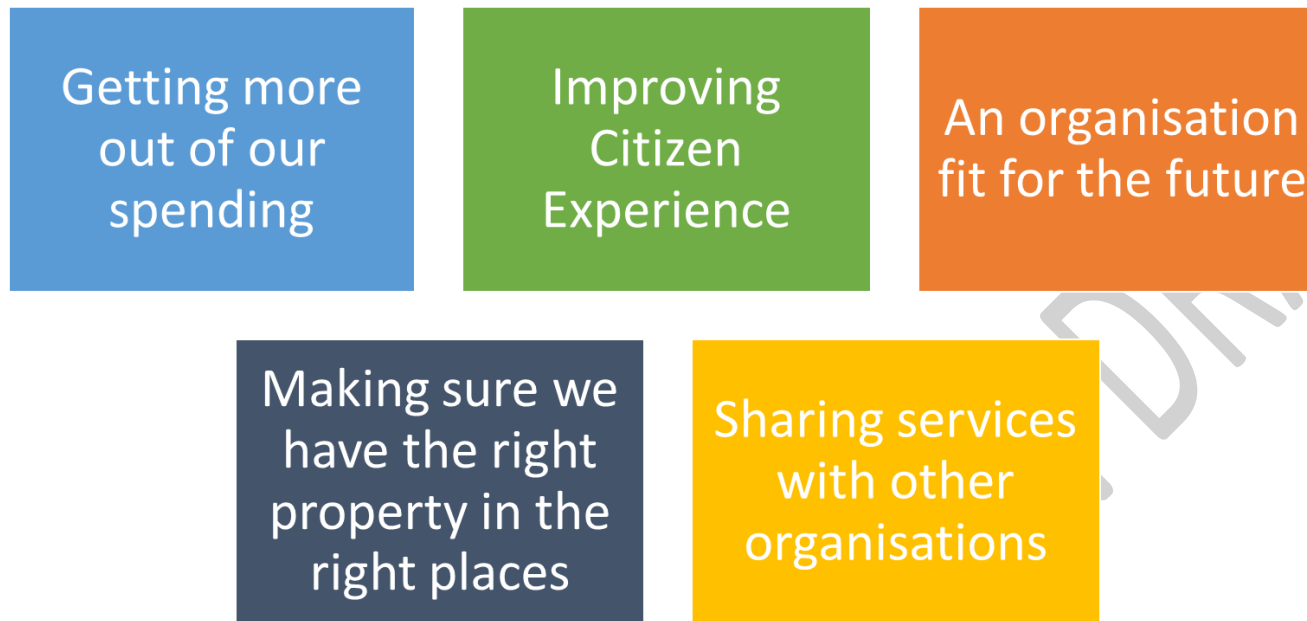 Getting more
out of our
spending
Improving
Citizen
Experience
An organisation
fit for the future
Making sure we
have the right
property in the
right places
Sharing services
with other
organisations